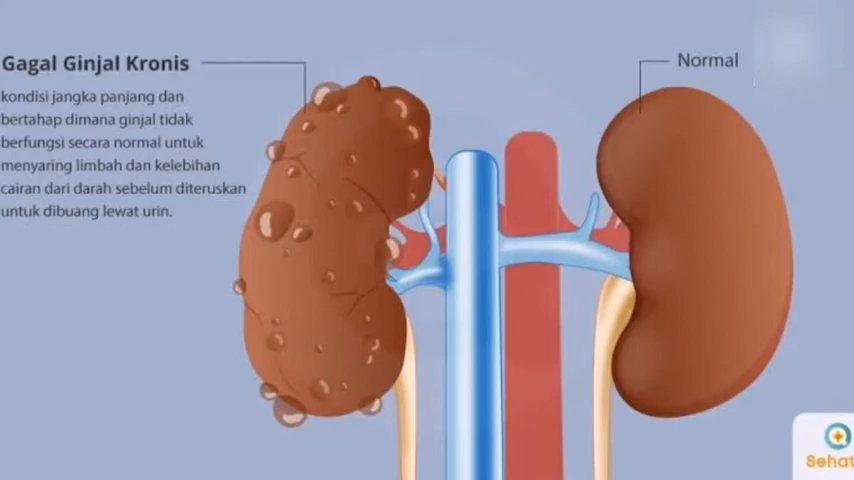 Gagal Ginjal Kronis
kondisi jangka panjang dan
bertahap dimana ginjal tidak
berfungsi secara normal untuk
menyaring limbah dan kelebihan
cairan dari darah sebelum diteruskan
untuk dibuang lewat urin.
Normal
Sehat